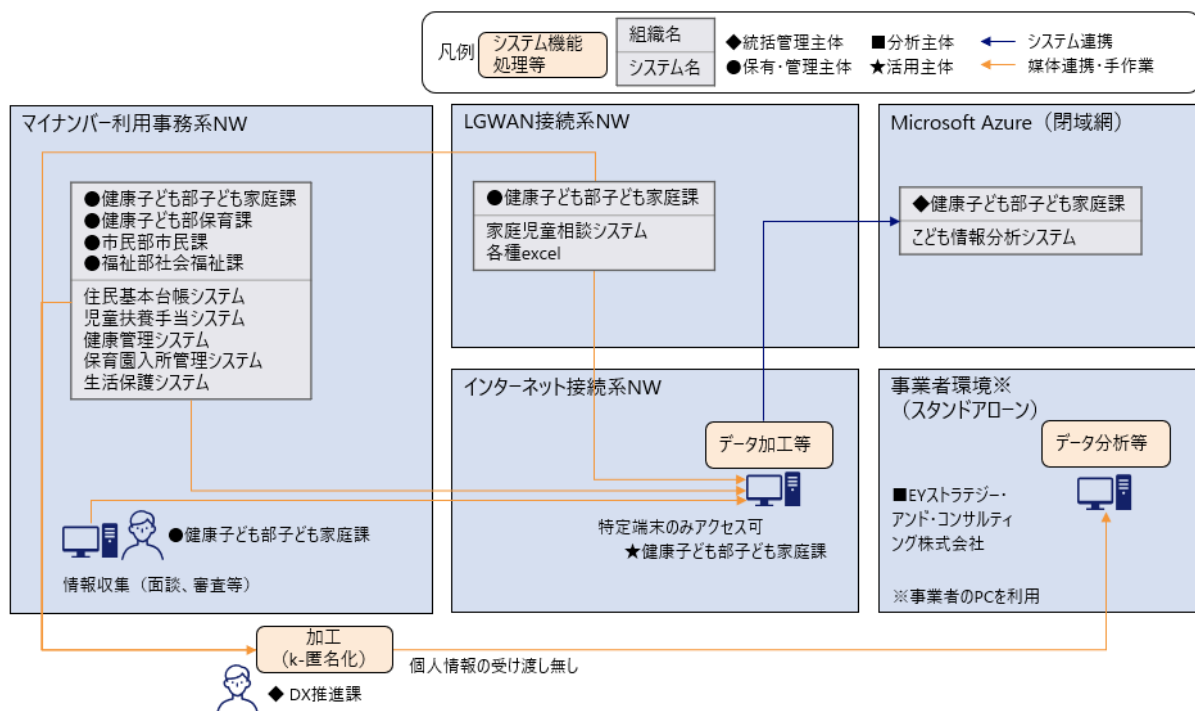 凡例
システム機能
処理等
組織名
システム名
◆統括管理主体
■分析主体
システム連携
●保有・管理主体
★活用主体
媒体連携・手作業
マイナンバー利用事務系NW
●健康子ども部子ども家庭課
●健康子ども部保育課
●市民部市民課
●福祉部社会福祉課
住民基本台帳システム
児童扶養手当システム
健康管理システム
保育園入所管理システム
生活保護システム
●健康子ども部子ども家庭課
情報収集（面談、審査等）
LGWAN接続系NW
●健康子ども部子ども家庭課
家庭児童相談システム
各種excel
Microsoft Azure（閉域網）
◆健康子ども部子ども家庭課
こども情報分析システム
インターネット接続系NW
データ加工等
特定端末のみアクセス可
★健康子ども部子ども家庭課
事業者環境※
（スタンドアローン）
データ分析等
■EYストラテジー・
アンド・コンサルティ
ング株式会社
※事業者のPCを利用
加工
(k-匿名化)
個人情報の受け渡し無し
◆ DX推進課